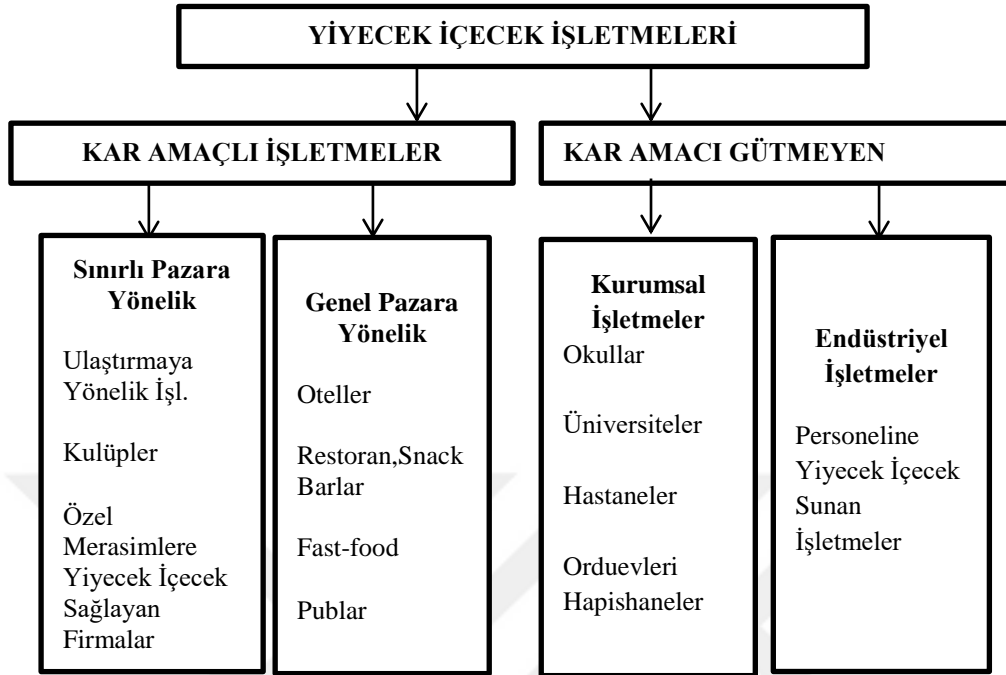 YİYECEK İÇECEK İŞLETMELERİ
KAR AMAÇLI İŞLETMELER
KAR AMACI GÜTMEYEN
Sınırlı Pazara
Yönelik
Ulaştırmaya
Yönelik İşl.
Kulüpler
Özel
Merasimlere
Yiyecek İçecek
Sağlayan
Firmalar
Genel Pazara
Yönelik
Oteller
Restoran,Snack
Barlar
Fast-food
Publar
Kurumsal
İşletmeler
Okullar
Üniversiteler
Hastaneler
Orduevleri
Hapishaneler
Endüstriyel
İşletmeler
Personeline
Yiyecek İçecek
Sunan
İşletmeler